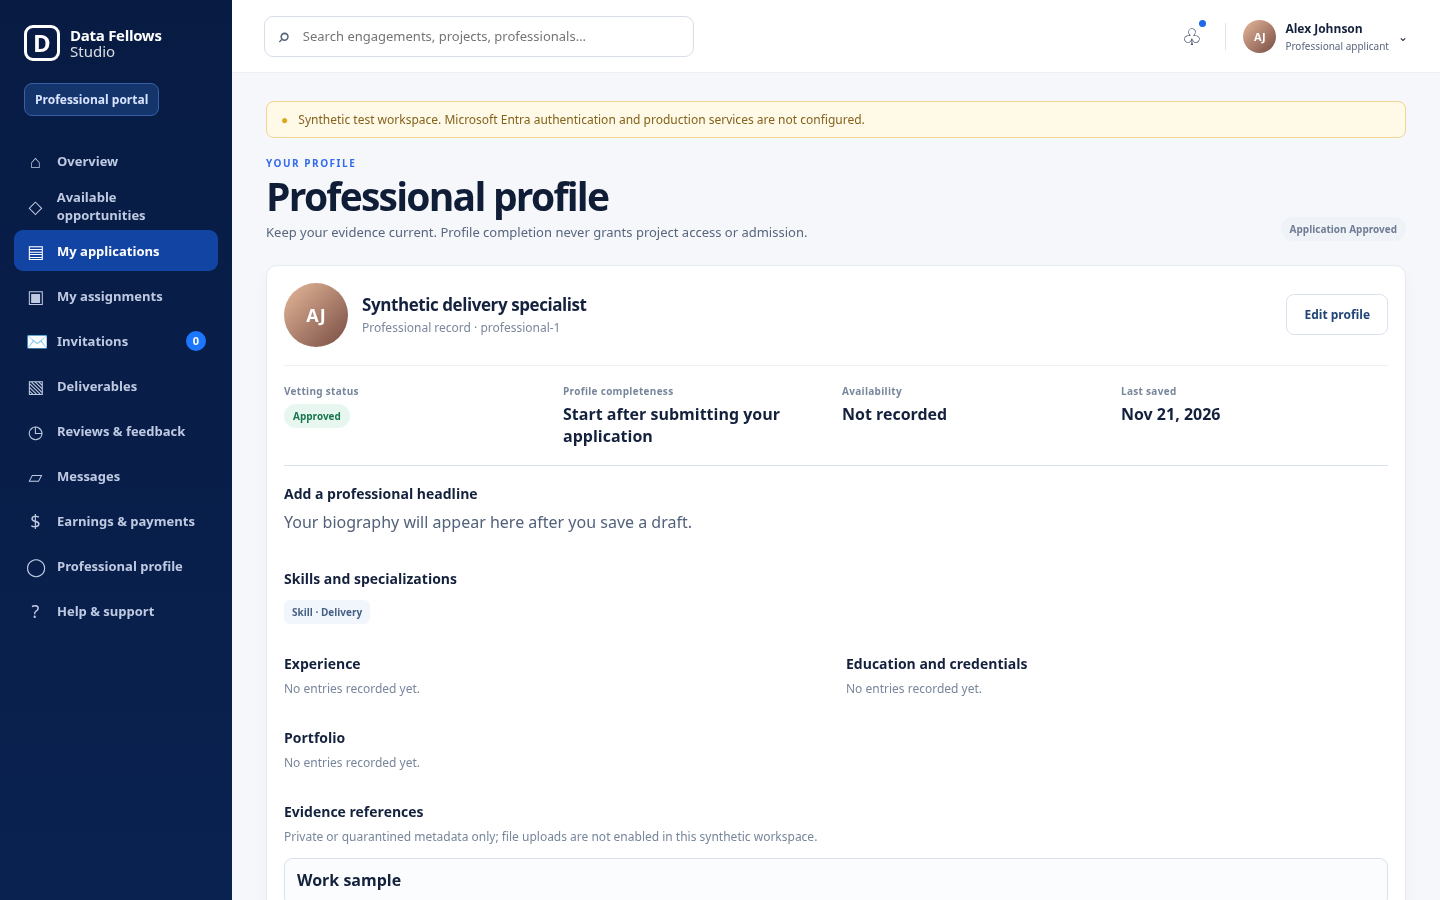 D
Data Fellows
Studio
Professional portal
Overview
Available
opportunities
My applications
My assignments
Invitations
0
Deliverables
Reviews & feedback
Messages
$ Earnings & payments
Professional profile
? Help & support
Search engagements, projects, professionals...
AJ
Alex Johnson
Professional applicant
Synthetic test workspace. Microsoft Entra authentication and production services are not configured.
YOUR PROFILE
Professional profile
Keep your evidence current. Profile completion never grants project access or admission.
Application Approved
AJ
Synthetic delivery specialist
Professional record · professional-1
Edit profile
Vetting status
Approved
Profile completeness
Start after submitting your
application
Availability
Not recorded
Last saved
Nov 21, 2026
Add a professional headline
Your biography will appear here after you save a draft.
Skills and specializations
Skill · Delivery
Experience
No entries recorded yet.
Education and credentials
No entries recorded yet.
Portfolio
No entries recorded yet.
Evidence references
Private or quarantined metadata only; file uploads are not enabled in this synthetic workspace.
Work sample